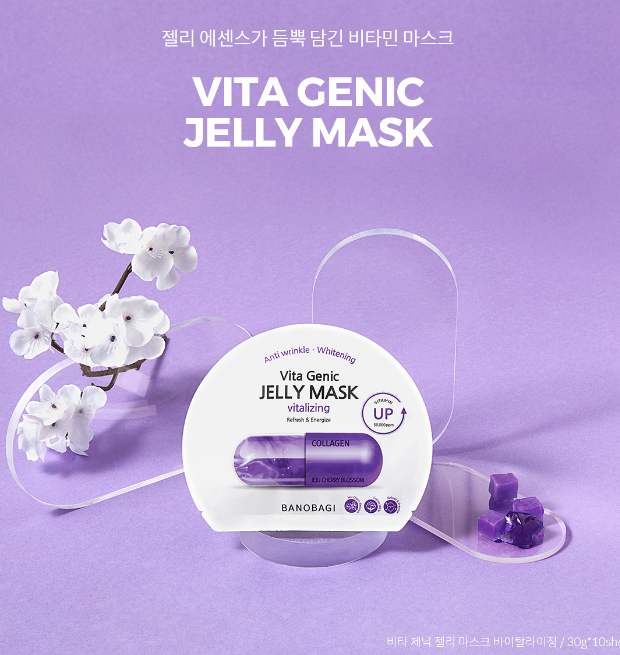 젤리 에센스가 듬뿍 담긴 비타민 마스크
VITA GENIC
JELLY MASK
Anti wrinkle · Whitening
Vita Genic
JELLY MASK
vitalizing
Refresh & Energize
UP
50,000ppm
COLLAGEN
JEJU CHERRY BLOSSOM
BANOBAGI
비타 제닉 젤리 마스크 바이탈라이징 / 30g*10she